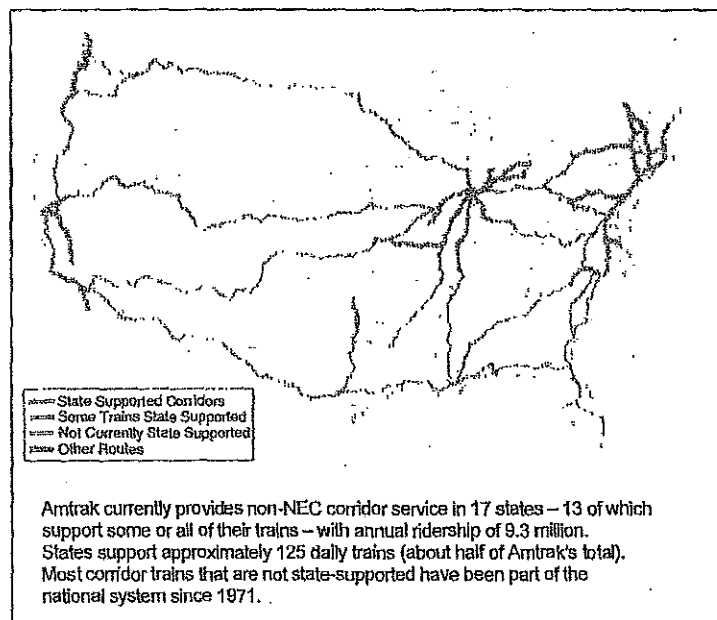 State Supported Corridors
Some Trains State Supported
Not Currently State Supported
Other Routes
Amtrak currently provides non-NEC corridor service in 17 states – 13 of which
support some or all of their trains – with annual ridership of 9.3 million.
States support approximately 125 daily trains (about half of Amtrak's total).
Most corridor trains that are not state-supported have been part of the
national system since 1971.